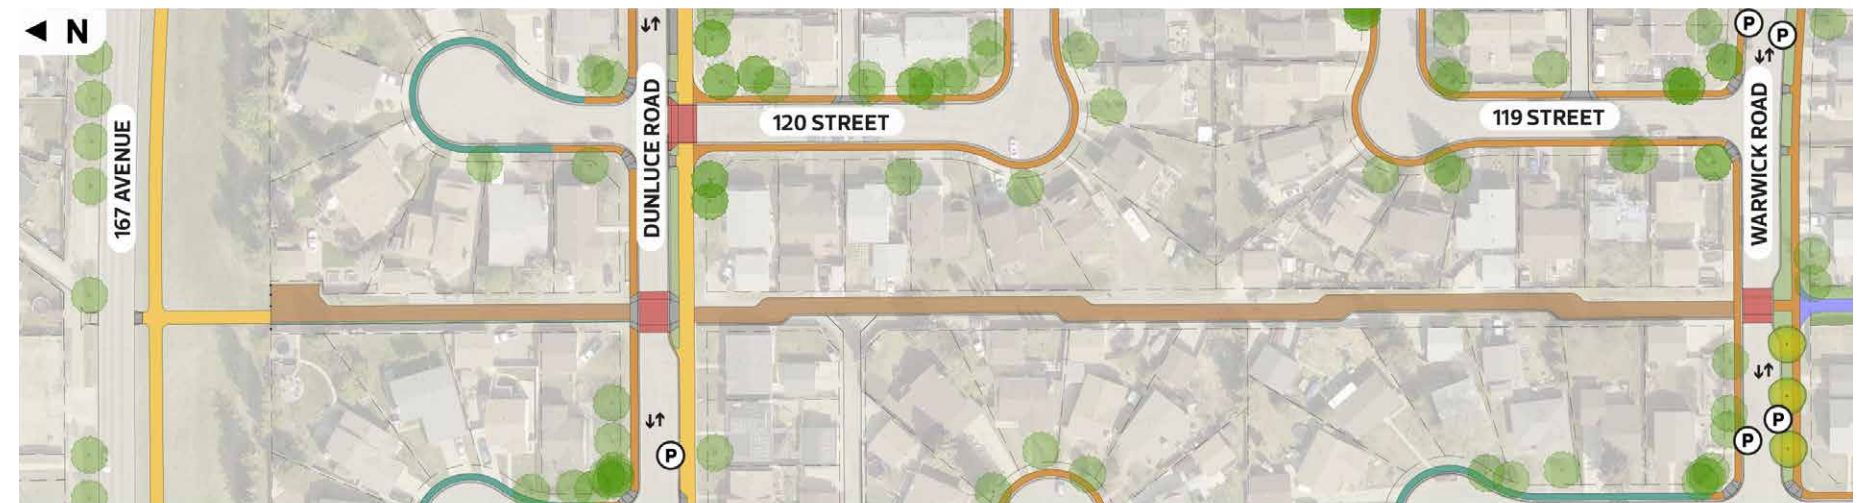 N
167 AVENUE
DUNLUCE ROAD
120 STREET
P
119 STREET
P
P
WARWICK ROAD
P
P